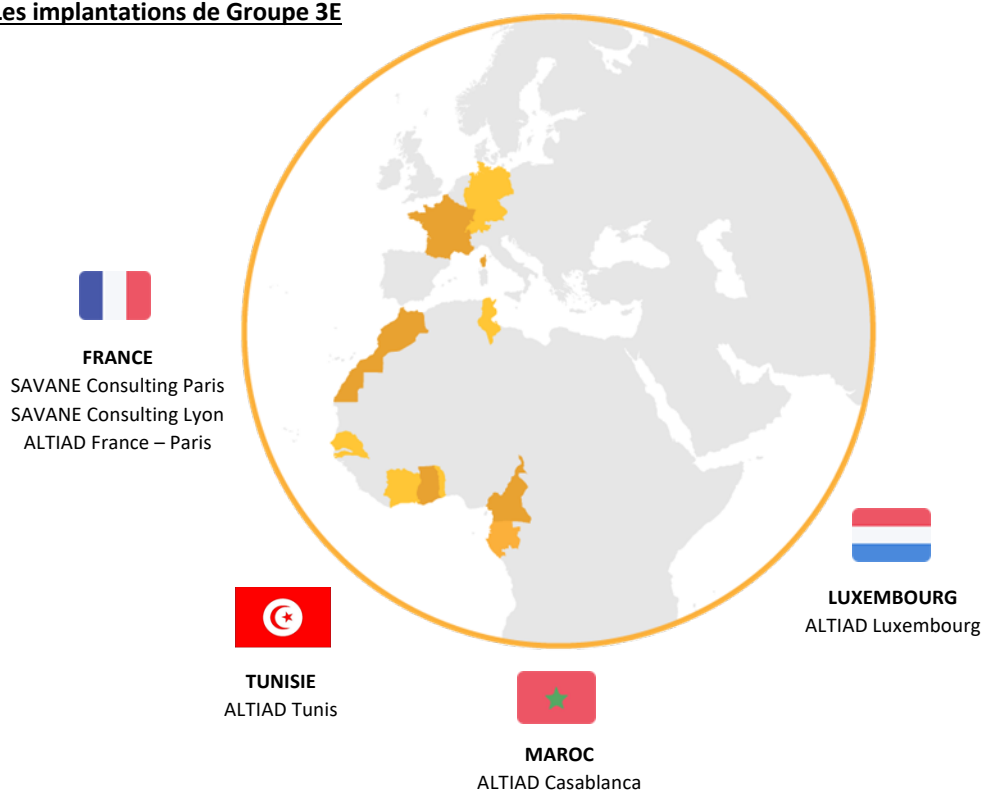 Les implantations de Groupe 3E
FRANCE
SAVANE Consulting Paris
SAVANE Consulting Lyon
ALTIAD France – Paris
TUNISIE
ALTIAD Tunis
MAROC
ALTIAD Casablanca
LUXEMBOURG
ALTIAD Luxembourg